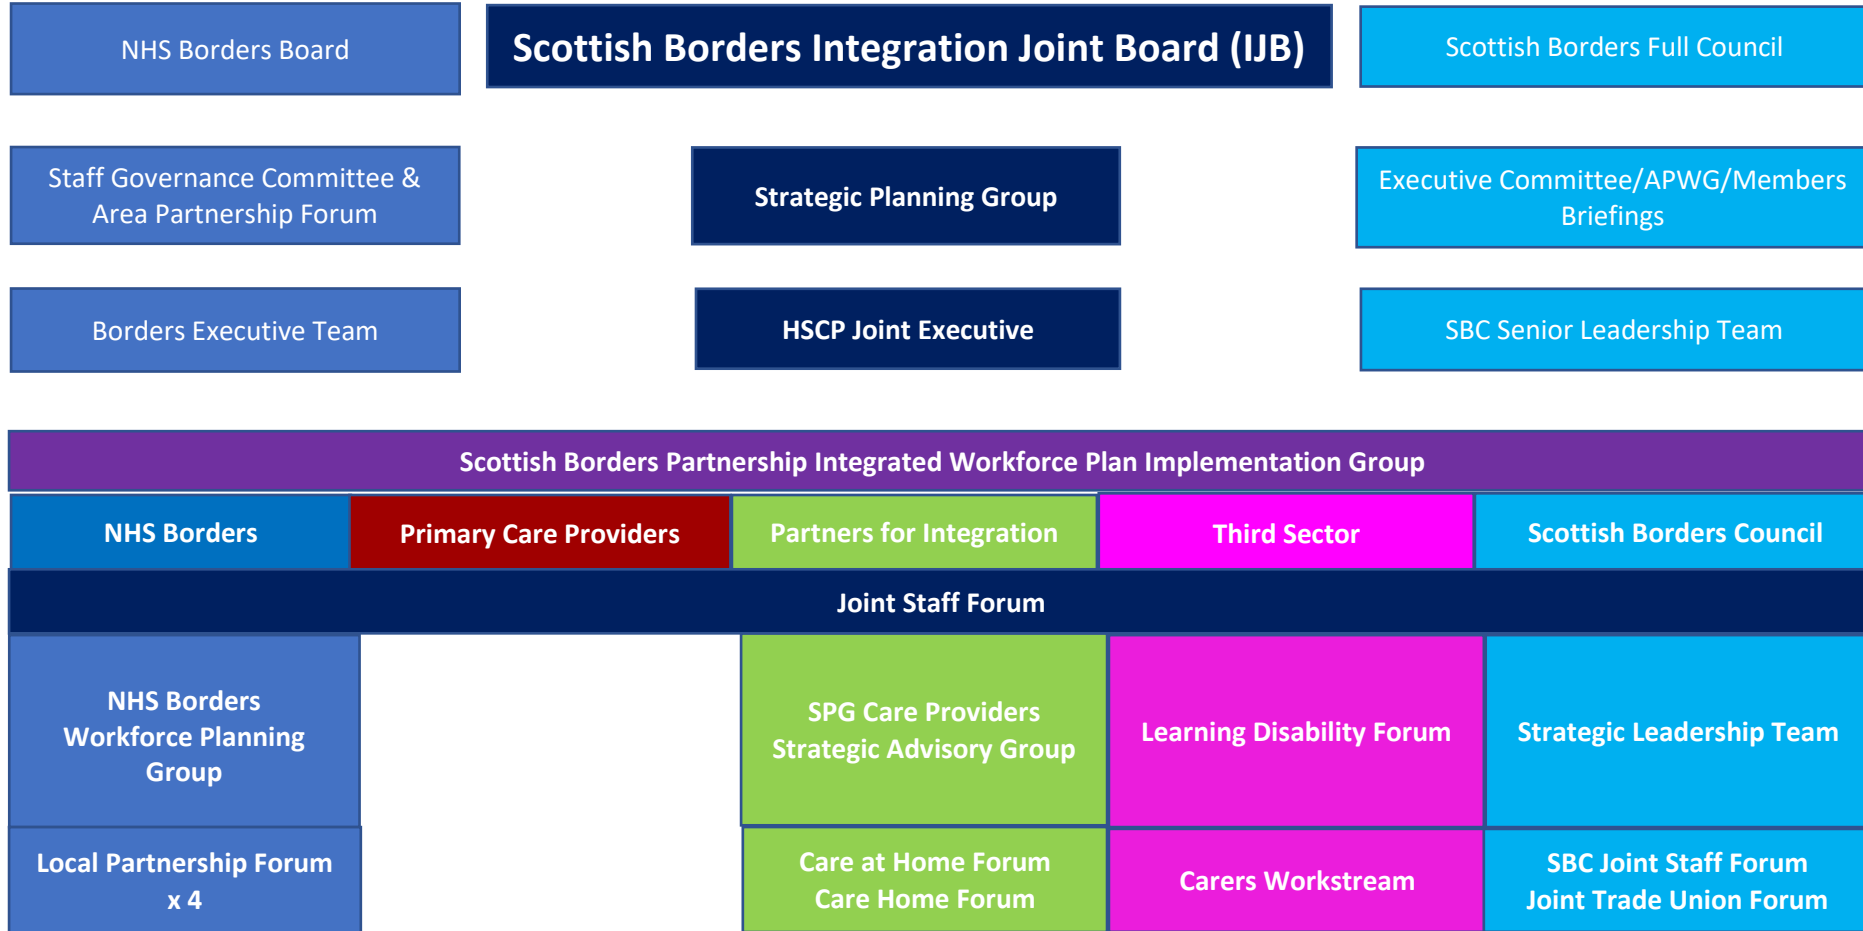 NHS Borders Board
Scottish Borders Integration Joint Board (IJB)
Scottish Borders Full Council
Staff Governance Committee &
Area Partnership Forum
Strategic Planning Group
Executive Committee/APWG/Members
Briefings
Borders Executive Team
HSCP Joint Executive
SBC Senior Leadership Team
Scottish Borders Partnership Integrated Workforce Plan Implementation Group
NHS Borders
Primary Care Providers
Partners for Integration
Third Sector
Scottish Borders Council
Joint Staff Forum
NHS Borders
Workforce Planning
Group
SPG Care Providers
Strategic Advisory Group
Learning Disability Forum
Strategic Leadership Team
Local Partnership Forum
x 4
Care at Home Forum
Care Home Forum
Carers Workstream
SBC Joint Staff Forum
Joint Trade Union Forum